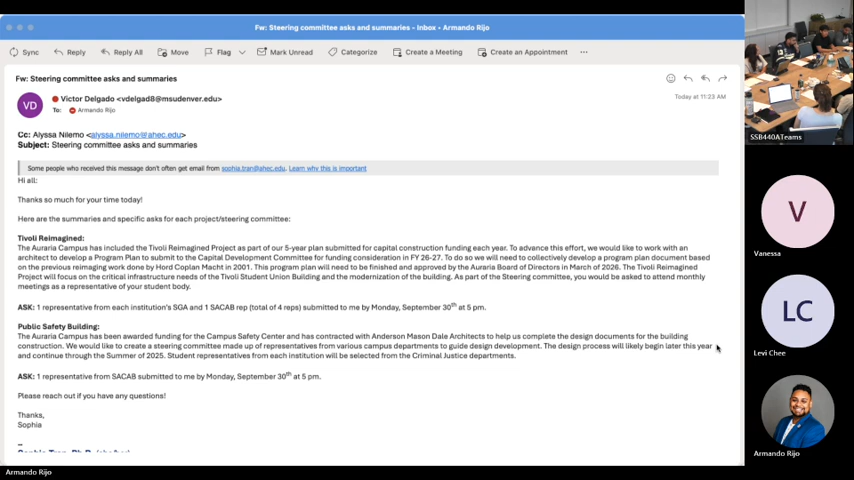 Fw: Steering committee asks and summaries - Inbox • Armando Rijo
Sync
Reply
Reply All
Move
Flag
Mark Unread
Categorize
Create a Meeting
Create an Appointment
Fw: Steering committee asks and summaries
VD
Victor Delgado <vdelgad8@msudenver.edu>
To: Armando Rijo
Today at 11:23 AM
Cc: Alyssa Nilemo <alyssa.nilemo@ahec.edu>
Subject: Steering committee asks and summaries
Some people who received this message don't often get email from sophia.tran@ahec.edu. Learn why this is important
Hi all:
Thanks so much for your time today!
Here are the summaries and specific asks for each project/steering committee:
Tivoli Reimagined:
The Auraria Campus has included the Tivoli Reimagined Project as part of our 5-year plan submitted for capital construction funding each year. To advance this effort, we would like to work with an
architect to develop a Program Plan to submit to the Capital Development Committee for funding consideration in FY 26-27. To do so we will need to collectively develop a program plan document based
on the previous reimaging work done by Hord Coplan Macht in 2001. This program plan will need to be finished and approved by the Auraria Board of Directors in March of 2026. The Tivoli Reimagined
Project will focus on the critical infrastructure needs of the Tivoli Student Union Building and the modernization of the building. As part of the Steering committee, you would be asked to attend monthly
meetings as a representative of your student body.
ASK: 1 representative from each institution's SGA and 1 SACAB rep (total of 4 reps) submitted to me by Monday, September 30th at 5 pm.
Public Safety Building:
The Auraria Campus has been awarded funding for the Campus Safety Center and has contracted with Anderson Mason Dale Architects to help us complete the design documents for the building
construction. We would like to create a steering committee made up of representatives from various campus departments to guide design development. The design process will likely begin later this year
and continue through the Summer of 2025. Student representatives from each institution will be selected from the Criminal Justice departments.
ASK: 1 representative from SACAB submitted to me by Monday, September 30th at 5 pm.
Please reach out if you have any questions!
Thanks,
Sophia
--
SSB440ATeams
V
Vanessa
LC
Levi Chee
Armando Rijo
Armando Rijo